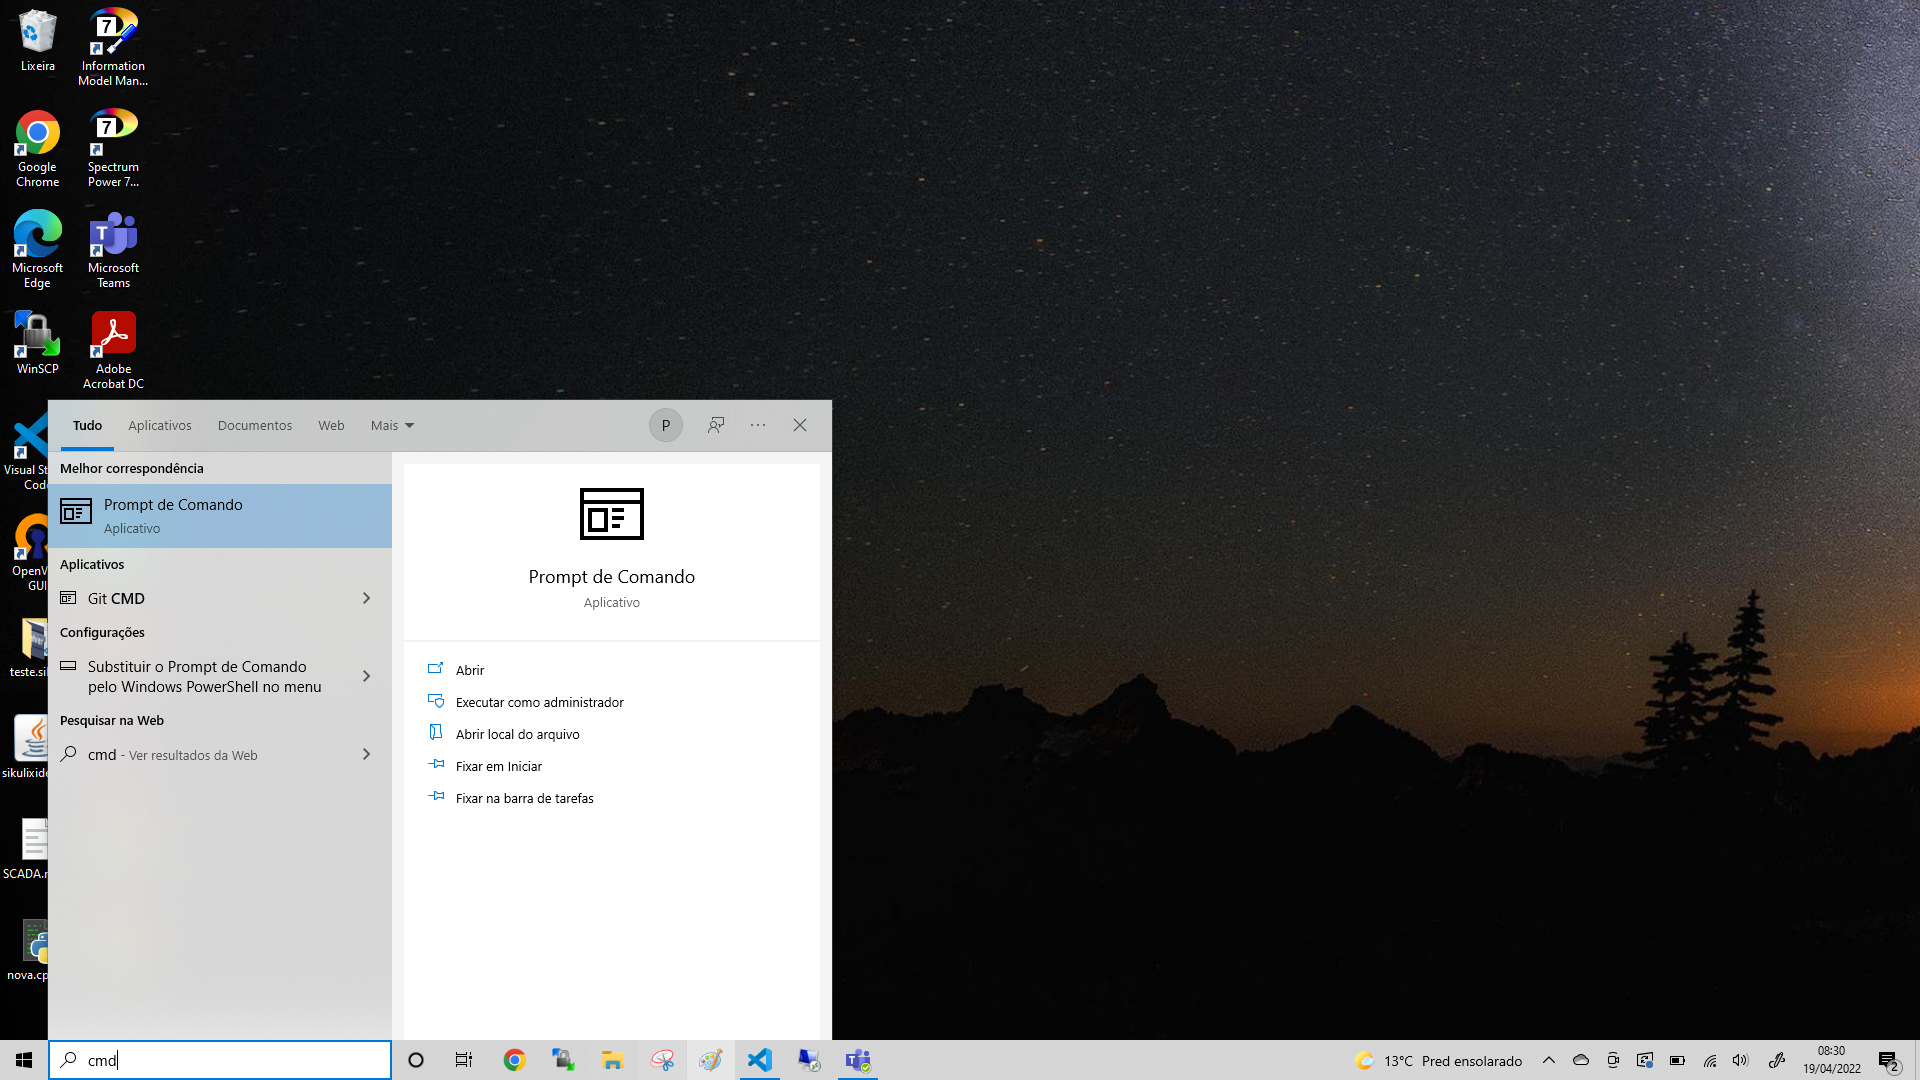 Lixeira
Information
Model Man...
Google
Chrome
Spectrum
Power 7...
Microsoft
Edge
Microsoft
Teams
WinSCP
Adobe
Acrobat DC
Visual St
Code
OpenV
GUI
teste.sil
sikulixide
SCADA.r
nova.cp
Tudo
Aplicativos
Documentos
Web
Mais
P
Melhor correspondência
Prompt de Comando
Aplicativo
Aplicativos
Git CMD
Configurações
Substituir o Prompt de Comando
pelo Windows PowerShell no menu
Pesquisar na Web
cmd - Ver resultados da Web
Prompt de Comando
Aplicativo
Abrir
Executar como administrador
Abrir local do arquivo
Fixar em Iniciar
Fixar na barra de tarefas
cmd
13°C Pred ensolarado
08:30
19/04/2022
2